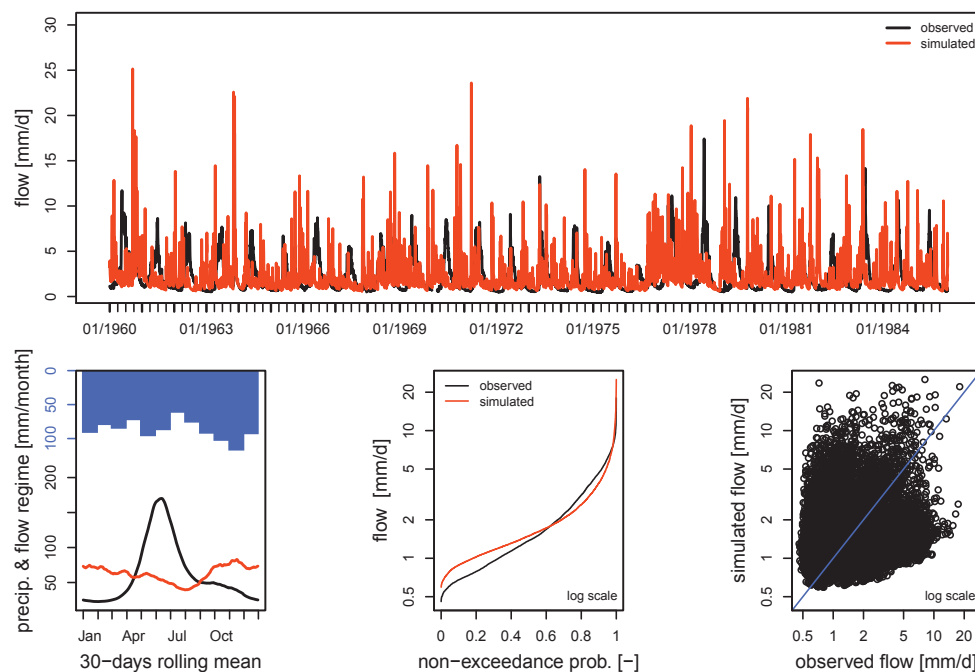 30
25
20
15
10
5
0
flow [mm/d]
observed
simulated
01/1960 01/1963 01/1966 01/1969 01/1972 01/1975 01/1978 01/1981 01/1984
0
50
100
200
100
50
precip. & flow regime [mm/month]
Jan Apr Jul Oct
30−days rolling mean
20
10
5
2
1
0.5
flow [mm/d]
observed
simulated
log scale
0 0.2 0.4 0.6 0.8 1
non−exceedance prob. [−]
20
10
5
2
1
0.5
simulated flow [mm/d]
log scale
0.5 1 2 5 10 20
observed flow [mm/d]